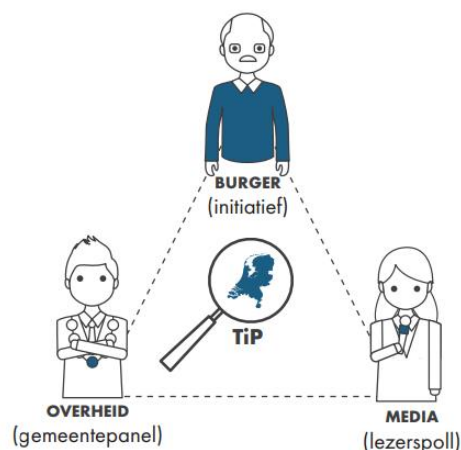 BURGER
(initiatief)
TiP
OVERHEID
(gemeentepanel)
MEDIA
(lezerspoll)